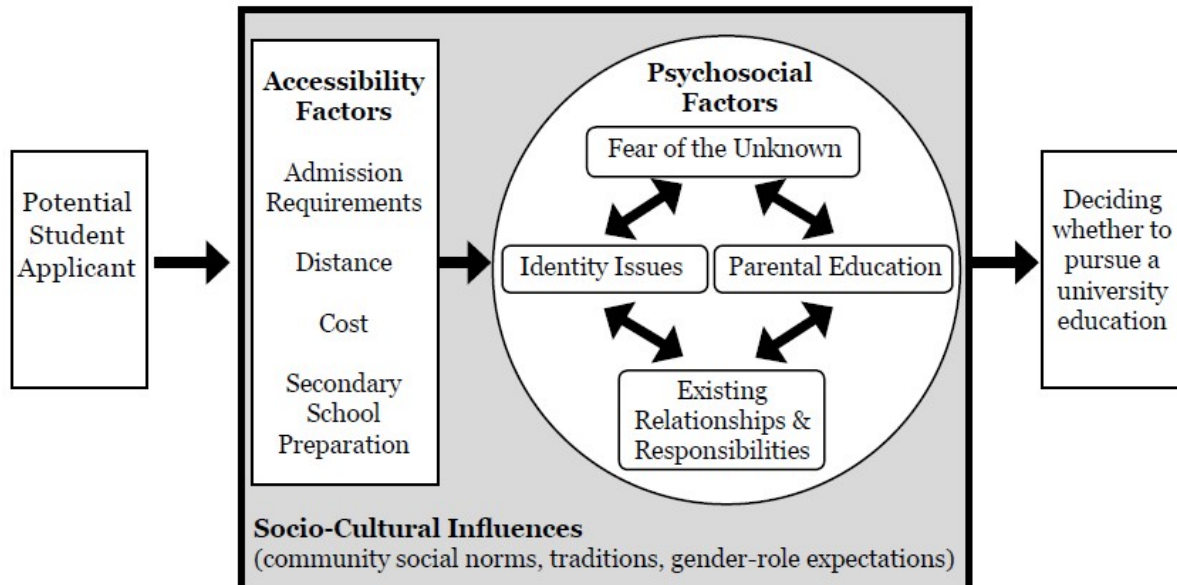 Potential
Student
Applicant
Accessibility
Factors
Admission
Requirements
Distance
Cost
Secondary
School
Preparation
Psychosocial
Factors
Fear of the Unknown
Identity Issues
Parental Education
Existing
Relationships &
Responsibilities
Socio-Cultural Influences
(community social norms, traditions, gender-role expectations)
Deciding
whether to
pursue a
university
education